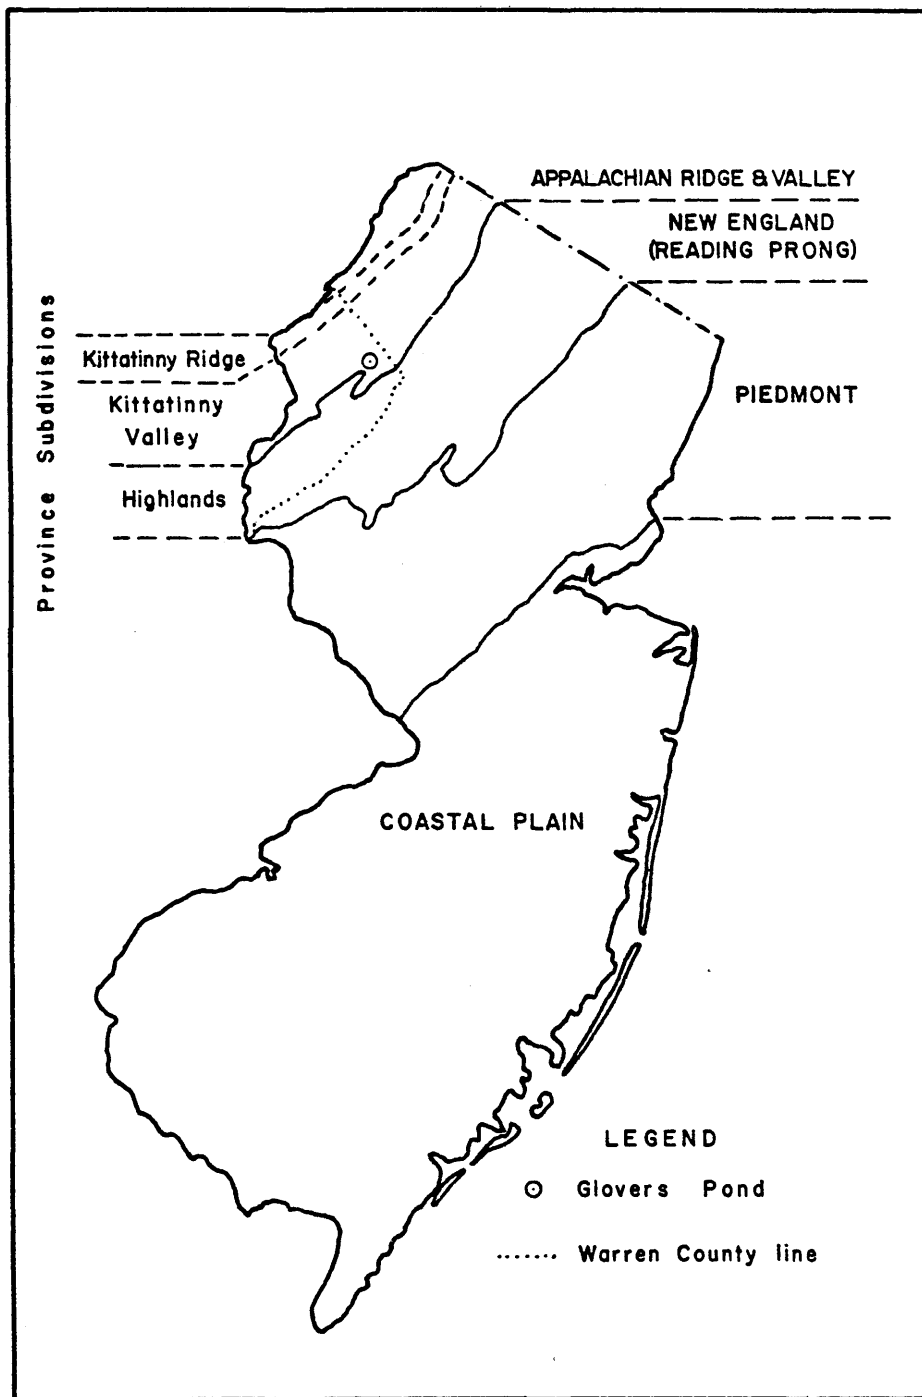 APPALACHIAN RIDGE & VALLEY
NEW ENGLAND
(READING PRONG)
PIEDMONT
Province Subdivisions
Kittatinny Ridge
Kittatinny
Valley
Highlands
COASTAL PLAIN
LEGEND
Glovers Pond
Warren County line